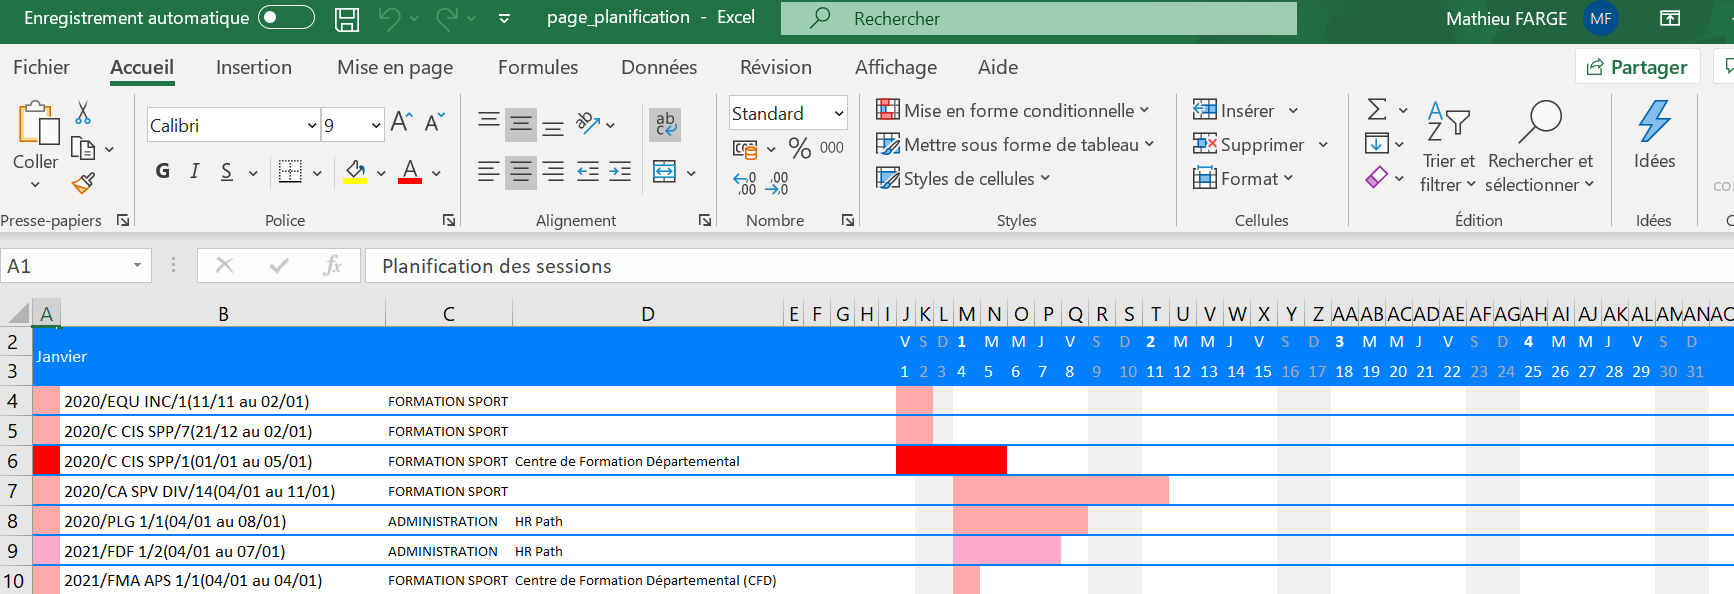 Enregistrement automatique page_planification - Excel Rechercher Mathieu FARGE MF
Fichier Accueil Insertion Mise en page Formules Données Révision Affichage Aide Partager
Calibri 9 Standard Mise en forme conditionnelle Insérer
Coller G I S % 000 Mettre sous forme de tableau Supprimer Trier et filtrer Rechercher et sélectionner Idées
Styles de cellules Format
Presse-papiers Police Alignement Nombre Styles Cellules Édition Idées
A1 fx Planification des sessions
A B C D E F G H I J K L M N O P Q R S T U V W X Y Z AA AB AC AD AE AF AG AH AI AJ AK AL AM AN AO
2 V S D 1 M M J V S D 2 M M J V S D 3 M M J V S D 4 M M J V S D
Janvier
3 1 2 3 4 5 6 7 8 9 10 11 12 13 14 15 16 17 18 19 20 21 22 23 24 25 26 27 28 29 30 31
4 2020/EQU INC/1(11/11 au 02/01) FORMATION SPORT
5 2020/C CIS SPP/7(21/12 au 02/01) FORMATION SPORT
6 2020/C CIS SPP/1(01/01 au 05/01) FORMATION SPORT Centre de Formation Départemental
7 2020/CA SPV DIV/14(04/01 au 11/01) FORMATION SPORT
8 2020/PLG 1/1(04/01 au 08/01) ADMINISTRATION HR Path
9 2021/FDF 1/2(04/01 au 07/01) ADMINISTRATION HR Path
10 2021/FMA APS 1/1(04/01 au 04/01) FORMATION SPORT Centre de Formation Départemental (CFD)